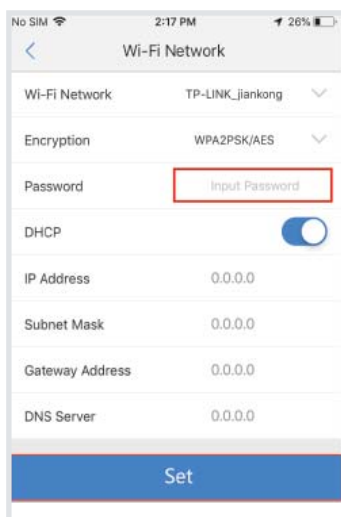 No SIM 2:17 PM 26%
Wi-Fi Network
Wi-Fi Network TP-LINK_jiankong
Encryption WPA2PSK/AES
Password Input Password
DHCP
IP Address 0.0.0.0
Subnet Mask 0.0.0.0
Gateway Address 0.0.0.0
DNS Server 0.0.0.0
Set